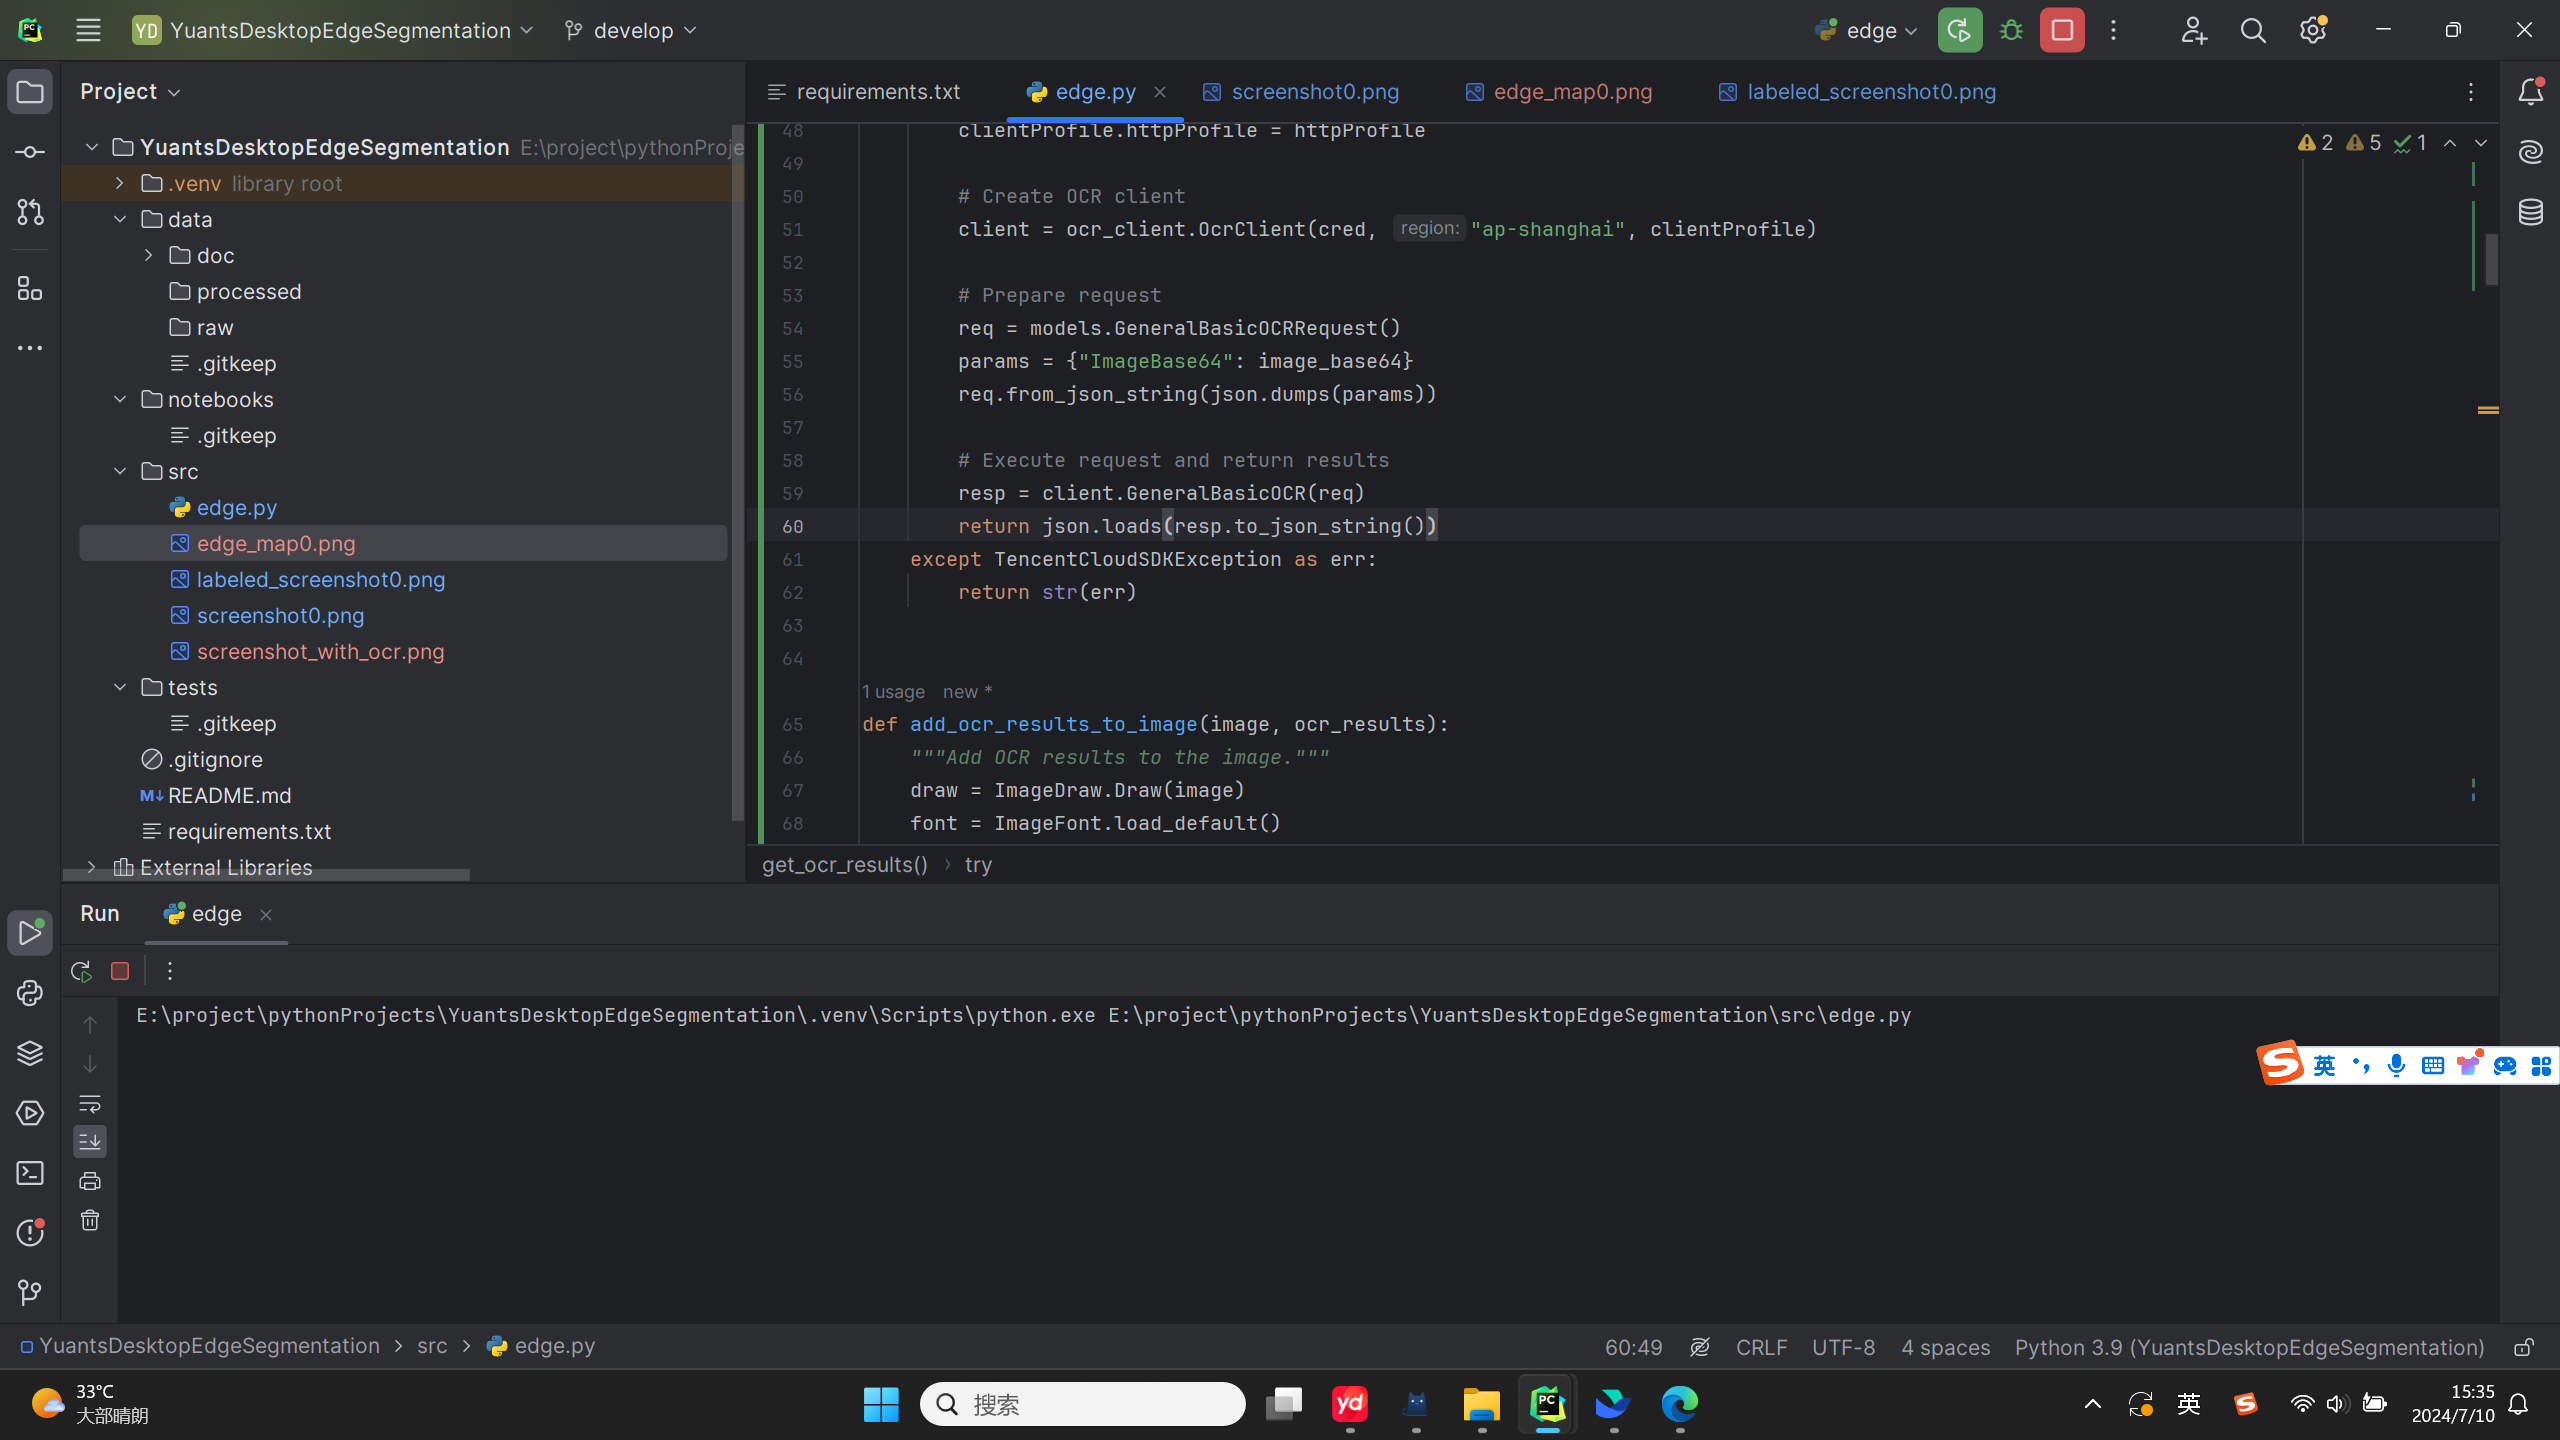 YD YuantsDesktopEdgeSegmentation develop edge
Project
YuantsDesktopEdgeSegmentation E:\project\pythonProje
.venv library root
data
doc
processed
raw
.gitkeep
notebooks
.gitkeep
src
edge.py
edge_map0.png
labeled_screenshot0.png
screenshot0.png
screenshot_with_ocr.png
tests
.gitkeep
.gitignore
M↓ README.md
requirements.txt
External Libraries
requirements.txt edge.py screenshot0.png edge_map0.png labeled_screenshot0.png
2 5 1
48 clientProfile.httpProfile = httpProfile
49
50 # Create OCR client
51 client = ocr_client.OcrClient(cred, region: "ap-shanghai", clientProfile)
52
53 # Prepare request
54 req = models.GeneralBasicOCRRequest()
55 params = {"ImageBase64": image_base64}
56 req.from_json_string(json.dumps(params))
57
58 # Execute request and return results
59 resp = client.GeneralBasicOCR(req)
60 return json.loads(resp.to_json_string())
61 except TencentCloudSDKException as err:
62 return str(err)
63
64
1 usage new *
65 def add_ocr_results_to_image(image, ocr_results):
66 """Add OCR results to the image."""
67 draw = ImageDraw.Draw(image)
68 font = ImageFont.load_default()
get_ocr_results() › try
Run edge
E:\project\pythonProjects\YuantsDesktopEdgeSegmentation\.venv\Scripts\python.exe E:\project\pythonProjects\YuantsDesktopEdgeSegmentation\src\edge.py
S 英
YuantsDesktopEdgeSegmentation › src › edge.py 60:49 CRLF UTF-8 4 spaces Python 3.9 (YuantsDesktopEdgeSegmentation)
33°C
大部晴朗
搜索
yd
PC
英
S
15:35
2024/7/10